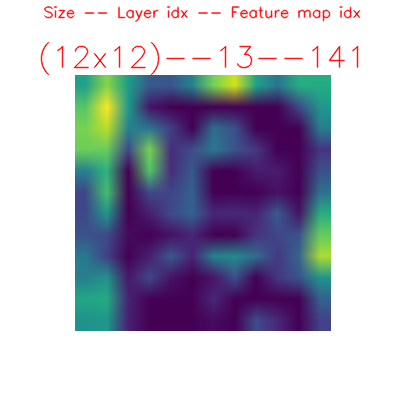 Size -- Layer idx -- Feature map idx
(12x12)--13--141